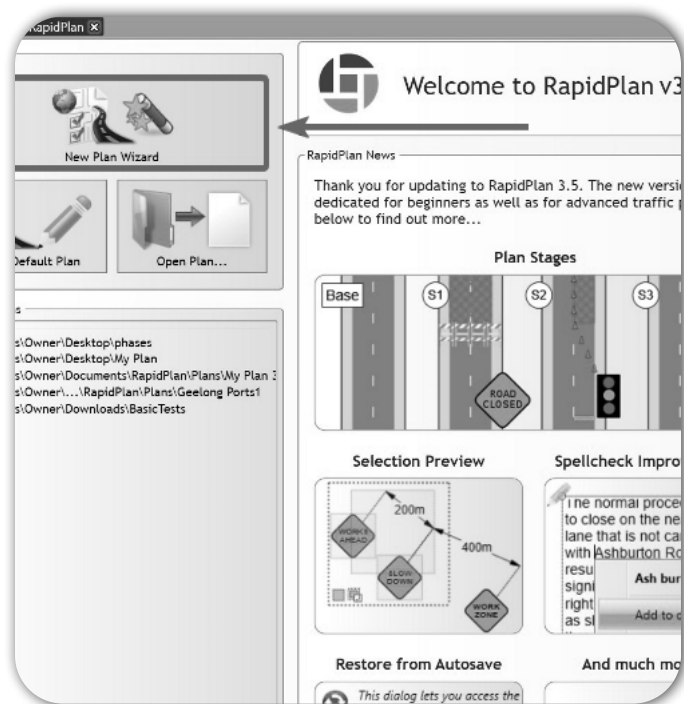 RapidPlan
Welcome to RapidPlan v3
New Plan Wizard
RapidPlan News
Thank you for updating to RapidPlan 3.5. The new versi
dedicated for beginners as well as for advanced traffic
below to find out more...
Default Plan
Open Plan...
Plan Stages
Base
S1
S2
S3
ROAD
CLOSED
s
s\Owner\Desktop\phases
s\Owner\Desktop\My Plan
s\Owner\Documents\RapidPlan\Plans\My Plan 3
s\Owner\...\RapidPlan\Plans\Geelong Ports1
s\Owner\Downloads\BasicTests
Selection Preview
Spellcheck Impro
200m
400m
WORKS
AHEAD
SLOW
DOWN
WORK
ZONE
The normal proce
to close on the ne
lane that is not ca
with Ashburton Ro
resu
signi
right
as sl
Ash bur
Add to
Restore from Autosave
And much mo
This dialog lets you access the